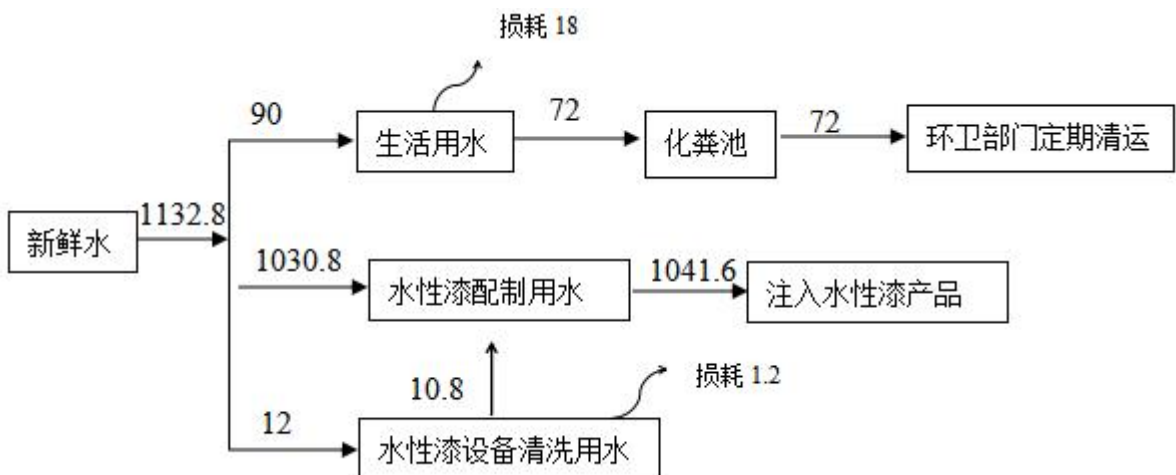 损耗 18
90
生活用水
72
化粪池
72
环卫部门定期清运
新鲜水
1132.8
1030.8
水性漆配制用水
1041.6
注入水性漆产品
10.8
损耗 1.2
12
水性漆设备清洗用水